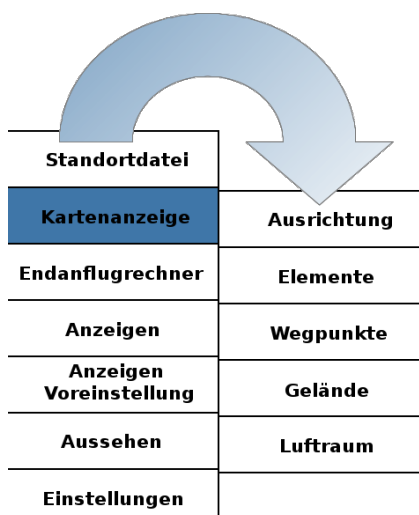 Standortdatei
Kartenanzeige
Endanflugrechner
Anzeigen
Anzeigen
Voreinstellung
Aussehen
Einstellungen
Ausrichtung
Elemente
Wegpunkte
Gelände
Luftraum